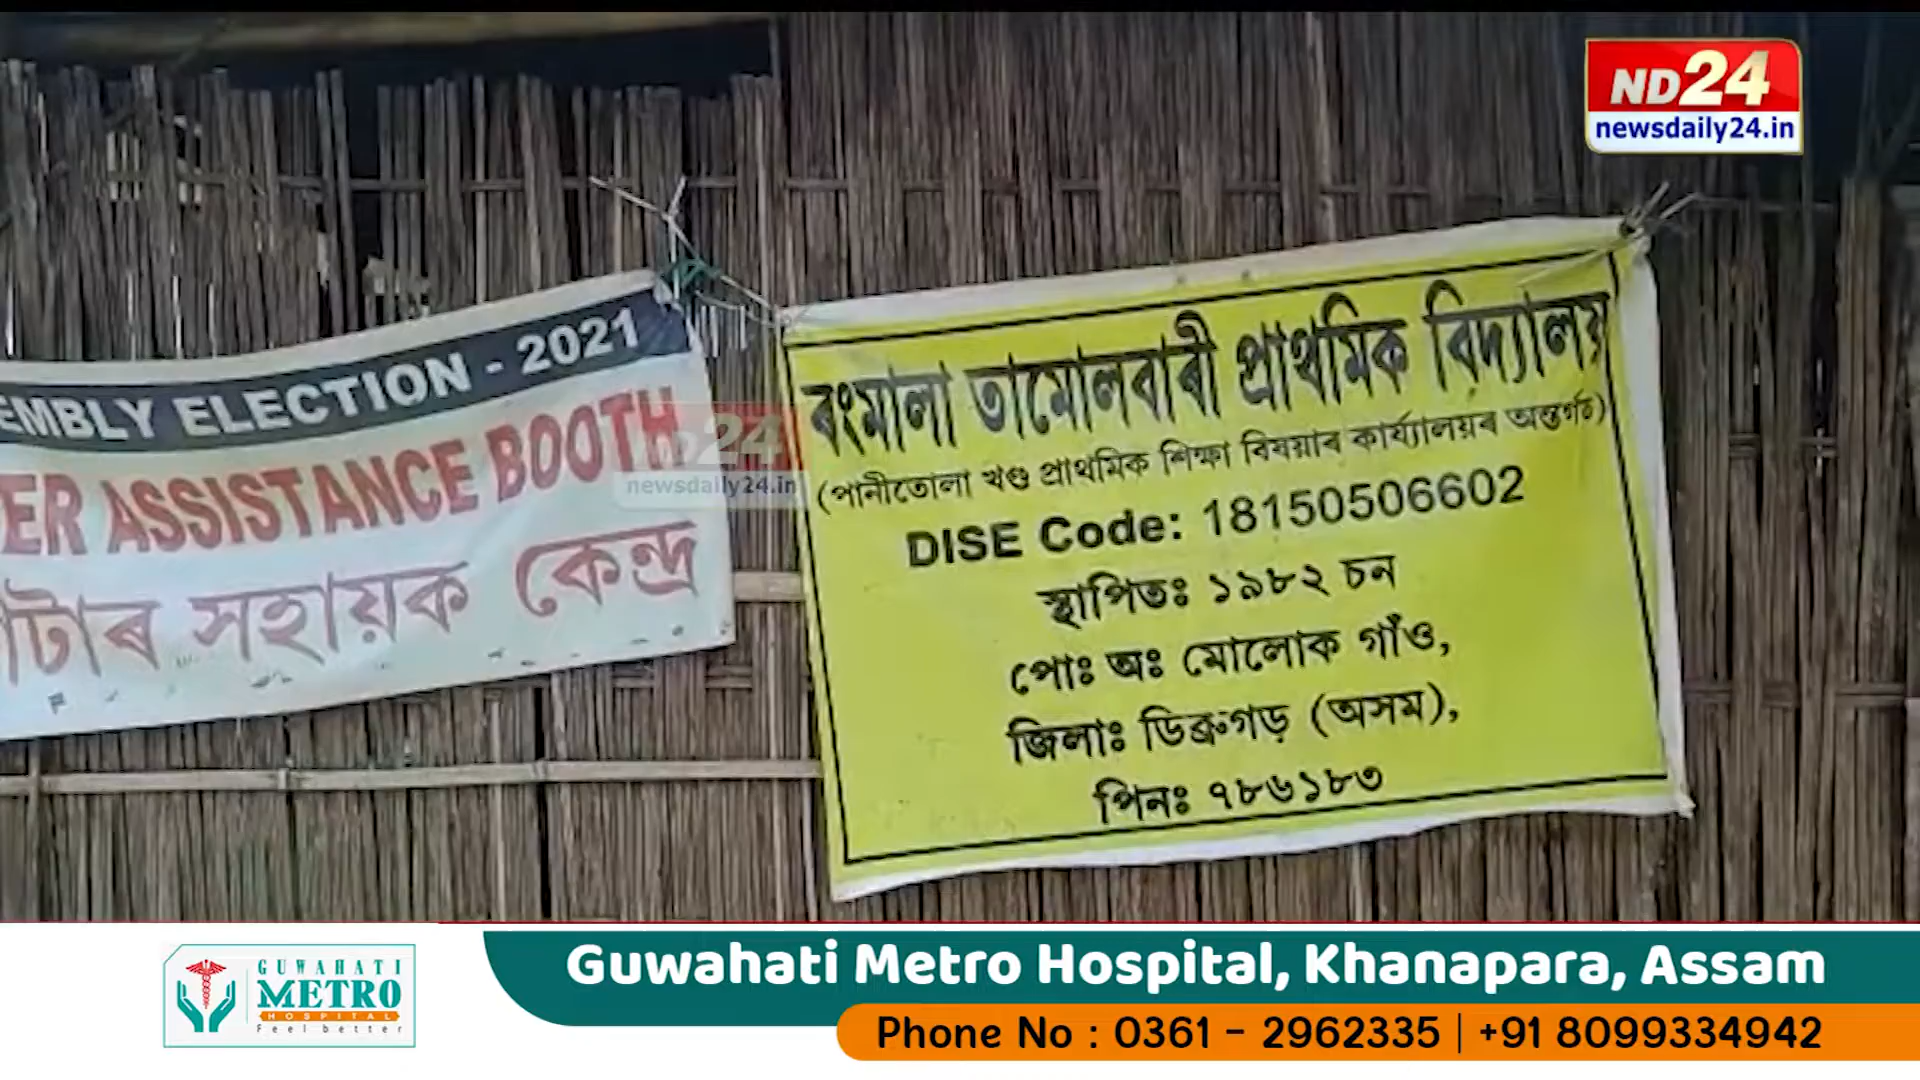 ND24
newsdaily24.in
EMBLY ELECTION - 2021
ER ASSISTANCE BOOTH
টাৰ সহায়ক কেন্দ্ৰ
ৰংমালা তামোলবাৰী প্ৰাথমিক বিদ্যালয়
(পানীতোলা খণ্ড প্ৰাথমিক শিক্ষা বিষয়াৰ কাৰ্য্যালয়ৰ অন্তৰ্গত)
DISE Code: 18150506602
স্থাপিতঃ ১৯৮২ চন
পোঃ অঃ মোলোক গাঁও,
জিলাঃ ডিব্ৰুগড় (অসম),
পিনঃ ৭৮৬১৮৩
ND24
newsdaily24.in
GUWAHATI
METRO
HOSPITAL
Feel better
Guwahati Metro Hospital, Khanapara, Assam
Phone No : 0361 - 2962335 | +91 8099334942